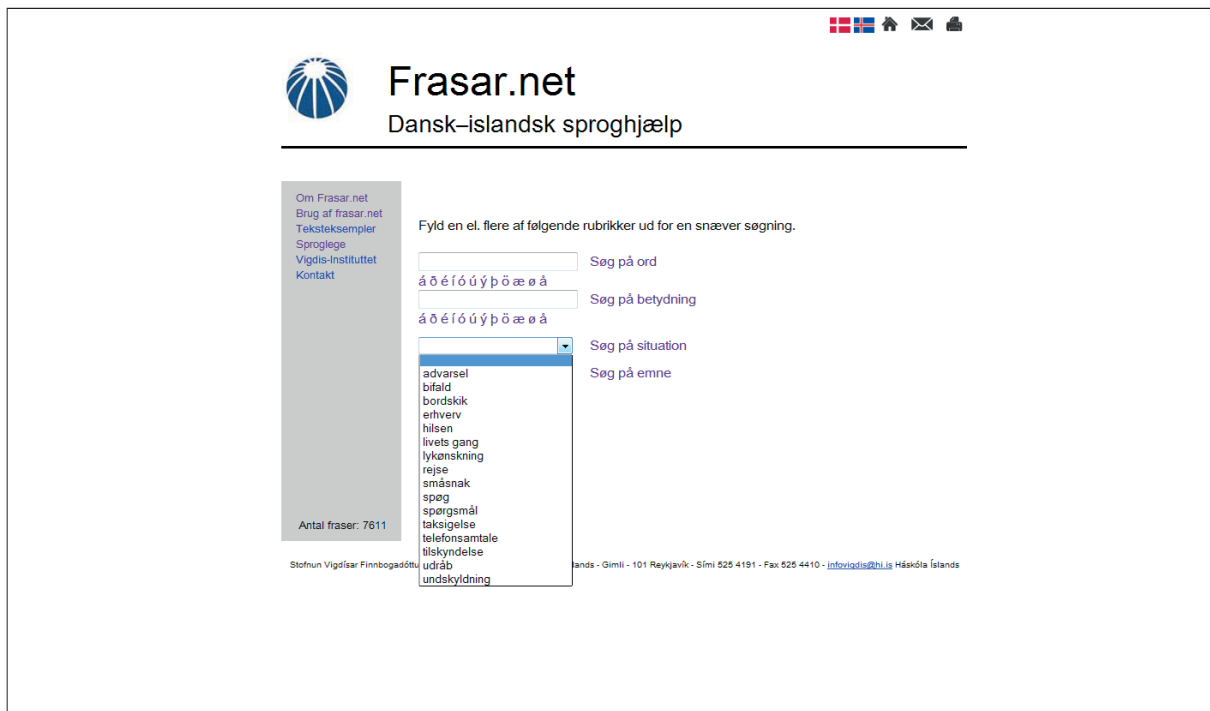 Frasar.net
Dansk–islandsk sproghjælp
Om Frasar.net
Brug af frasar.net
Teksteksempler
Sproglege
Vigdis-Instituttet
Kontakt
Antal fraser: 7611
Fyld en el. flere af følgende rubrikker ud for en snæver søgning.
Søg på ord
á ð é í ó ú ý þ ö æ ø å
Søg på betydning
á ð é í ó ú ý þ ö æ ø å
Søg på situation
Søg på emne
advarsel
bifald
bordskik
erhverv
hilsen
livets gang
lykønskning
rejse
småsnak
spøg
spørgsmål
taksigelse
telefonsamtale
tilskyndelse
udråb
undskyldning
Stofnun Vigdísar Finnbogadóttu lands - Gimli - 101 Reykjavík - Sími 525 4191 - Fax 525 4410 - infovigdis@hi.is Háskóla Íslands